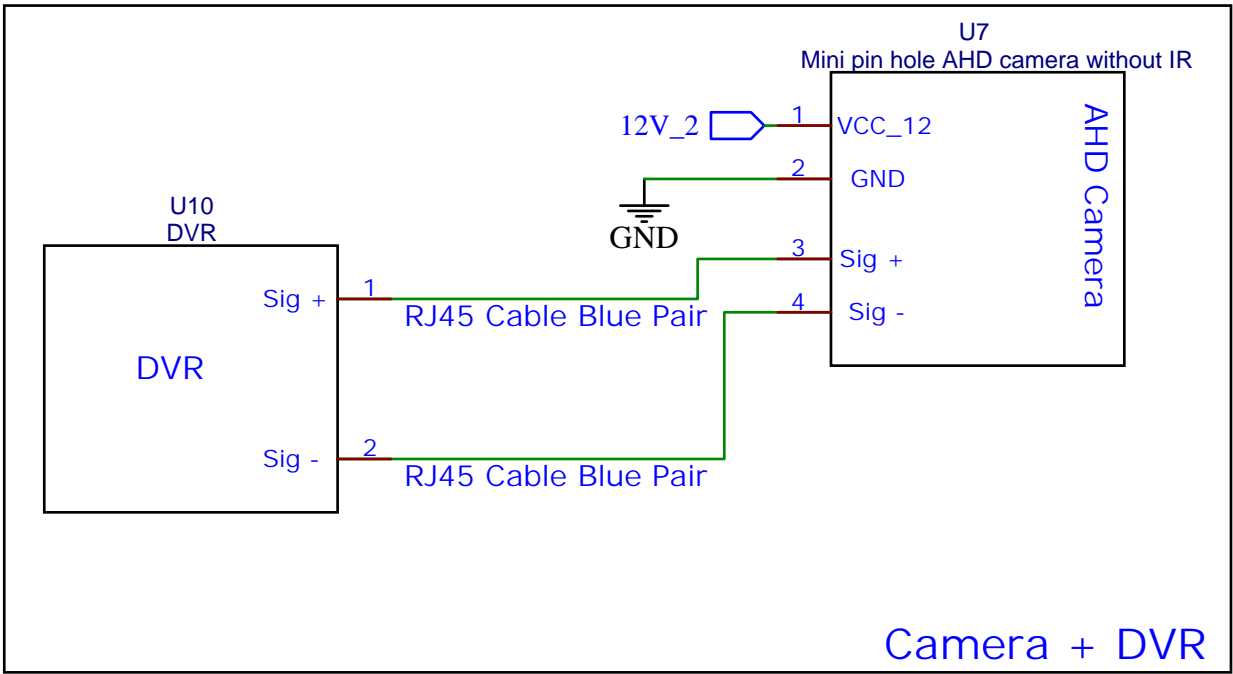 U7
Mini pin hole AHD camera without IR
12V_2
1
VCC_12
2
GND
GND
3
Sig +
4
Sig -
AHD Camera
U10
DVR
Sig +
1
RJ45 Cable Blue Pair
DVR
Sig -
2
RJ45 Cable Blue Pair
Camera + DVR